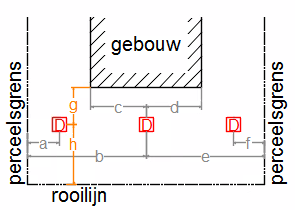 gebouw
perceelsgrens
perceelsgrens
g
c
d
D
D
D
a
h
f
b
e
rooilijn